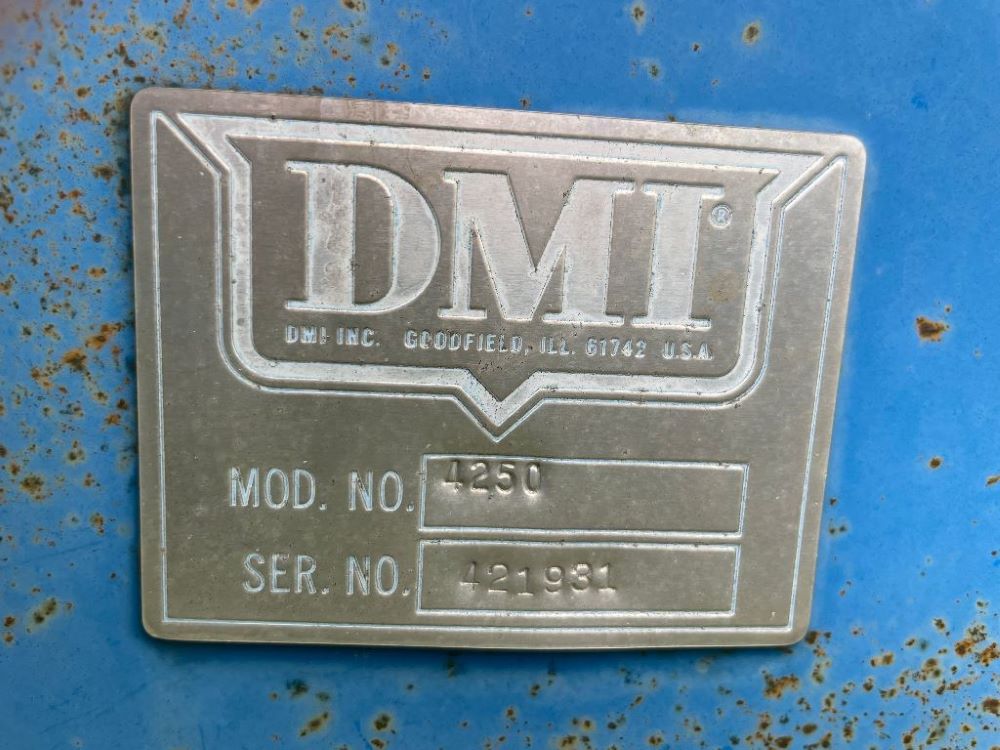 DMI®
DMI INC. GOODFIELD, ILL. 61742 U.S.A.
MOD. NO. 4250
SER. NO. 421931